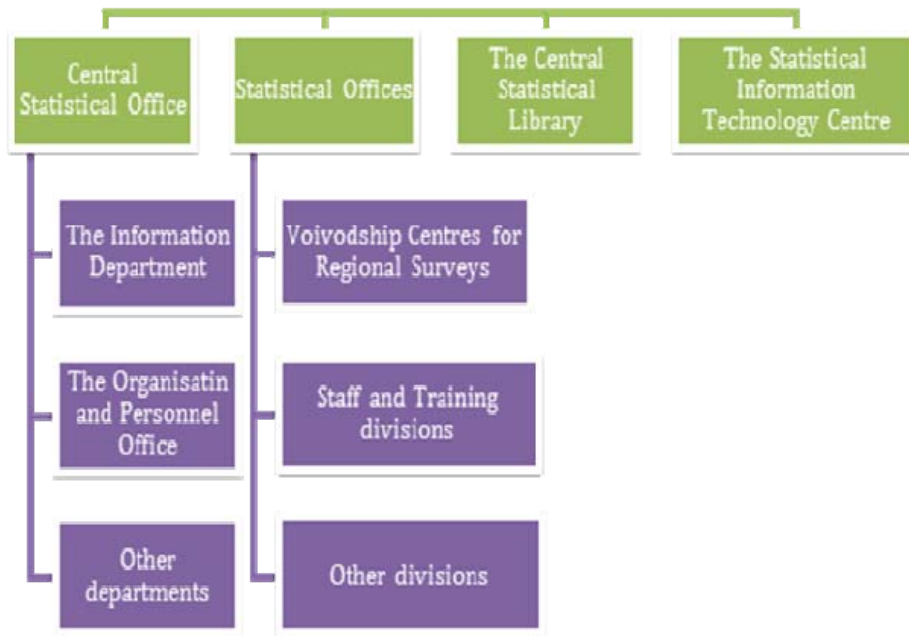 Central
Statistical Office
Statistical Offices
The Central
Statistical
Library
The Statistical
Information
Technology Centre
The Information
Department
Voivodship Centres for
Regional Surveys
The Organisatin
and Personnel
Office
Staff and Training
divisions
Other
departments
Other divisions